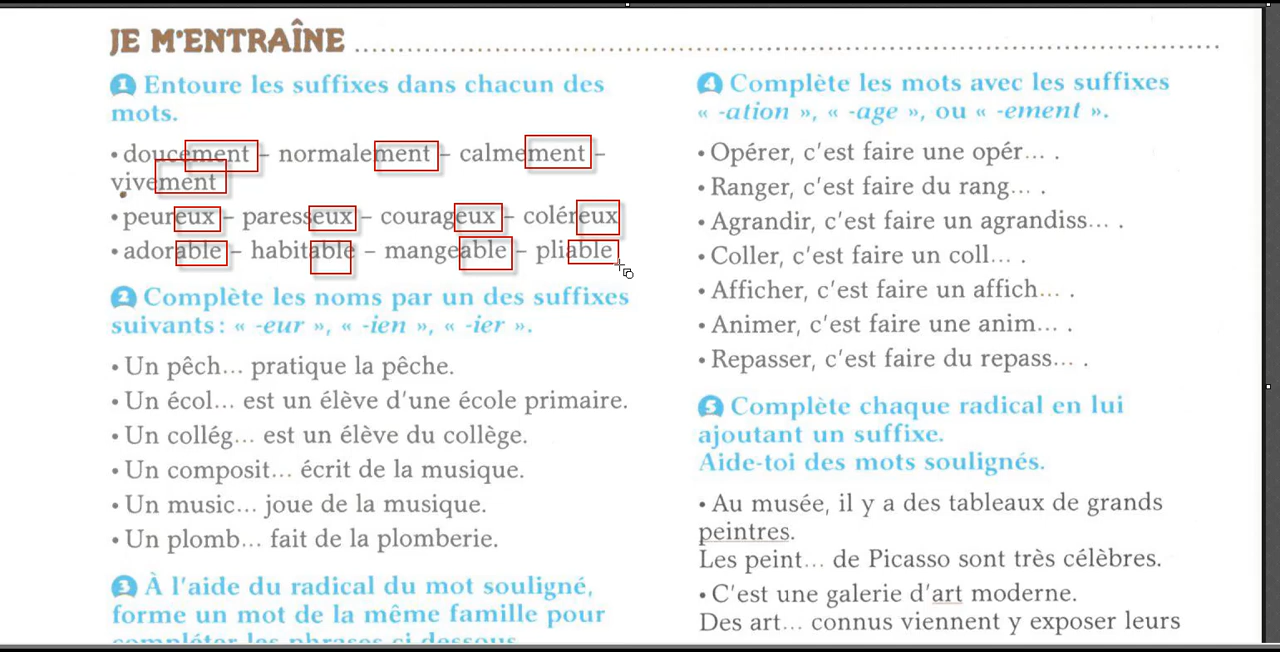 JE M'ENTRAÎNE
1 Entoure les suffixes dans chacun des
mots.
• doucement – normalement – calmement –
vivement
• peureux – paresseux – courageux – coléreux
• adorable – habitable – mangeable – pliable
2 Complète les noms par un des suffixes
suivants : « -eur », « -ien », « -ier ».
• Un pêch... pratique la pêche.
• Un écol... est un élève d'une école primaire.
• Un collég... est un élève du collège.
• Un composit... écrit de la musique.
• Un music... joue de la musique.
• Un plomb... fait de la plomberie.
3 À l'aide du radical du mot souligné,
forme un mot de la même famille pour
compléter les phrases ci-dessous.
4 Complète les mots avec les suffixes
« -ation », « -age », ou « -ement ».
• Opérer, c'est faire une opér... .
• Ranger, c'est faire du rang... .
• Agrandir, c'est faire un agrandiss... .
• Coller, c'est faire un coll... .
• Afficher, c'est faire un affich... .
• Animer, c'est faire une anim... .
• Repasser, c'est faire du repass... .
5 Complète chaque radical en lui
ajoutant un suffixe.
Aide-toi des mots soulignés.
• Au musée, il y a des tableaux de grands
peintres.
Les peint... de Picasso sont très célèbres.
• C'est une galerie d'art moderne.
Des art... connus viennent y exposer leurs